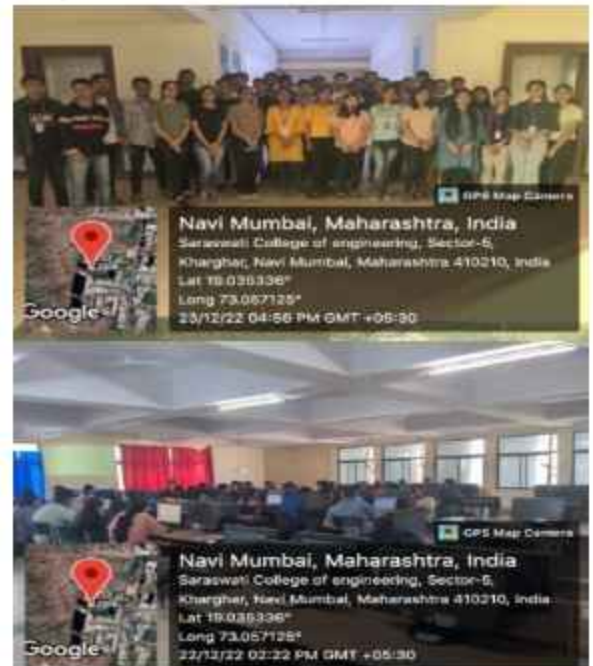 GPS Map Camera
Navi Mumbai, Maharashtra, India
Saraswati College of engineering, Sector-5,
Kharghar, Navi Mumbai, Maharashtra 410210, India
Lat 19.035336°
Long 73.057125°
23/12/22 04:56 PM GMT +05:30
Google
GPS Map Camera
Navi Mumbai, Maharashtra, India
Saraswati College of engineering, Sector-5,
Kharghar, Navi Mumbai, Maharashtra 410210, India
Lat 19.035336°
Long 73.057125°
22/12/22 02:22 PM GMT +05:30
Google